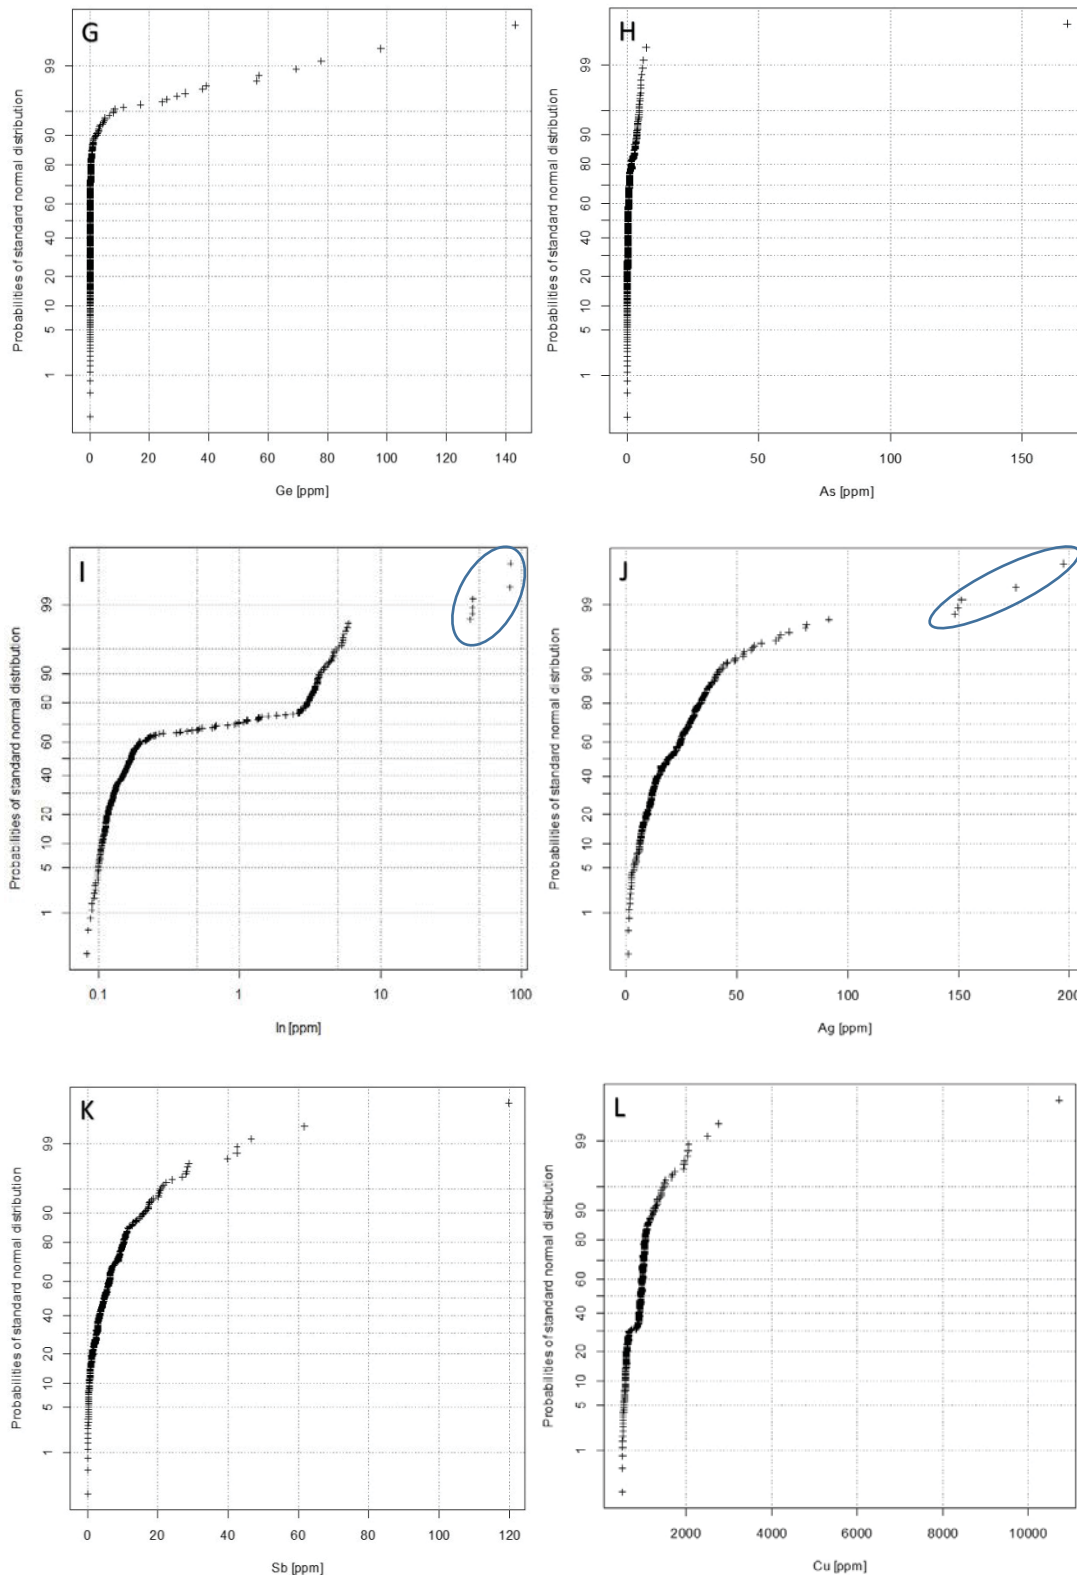 G
Probabilities of standard normal distribution
99
90
80
60
40
20
10
5
1
0 20 40 60 80 100 120 140
Ge [ppm]
H
Probabilities of standard normal distribution
99
90
80
60
40
20
10
5
1
0 50 100 150
As [ppm]
I
Probabilities of standard normal distribution
99
90
80
60
40
20
10
5
1
0.1 1 10 100
In [ppm]
J
Probabilities of standard normal distribution
99
90
80
60
40
20
10
5
1
0 50 100 150 200
Ag [ppm]
K
Probabilities of standard normal distribution
99
90
80
60
40
20
10
5
1
0 20 40 60 80 100 120
Sb [ppm]
L
Probabilities of standard normal distribution
99
90
80
60
40
20
10
5
1
2000 4000 6000 8000 10000
Cu [ppm]